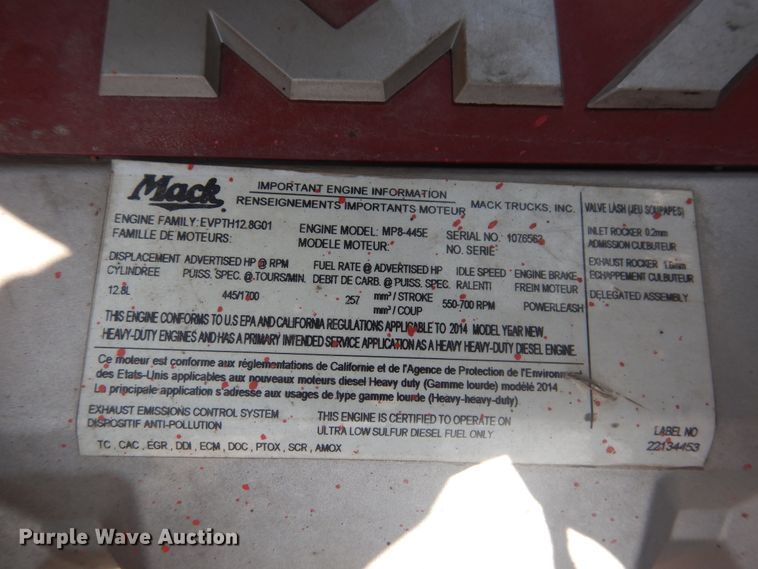 MA
Mack
IMPORTANT ENGINE INFORMATION
RENSEIGNEMENTS IMPORTANTS MOTEUR
MACK TRUCKS, INC.
ENGINE FAMILY: EVPTH12.8G01
FAMILLE DE MOTEURS:
ENGINE MODEL: MP8-445E
MODELE MOTEUR:
SERIAL NO. 1076562
NO. SERIE
DISPLACEMENT
CYLINDREE
12.8L
ADVERTISED HP @ RPM
PUISS. SPEC. @ TOURS/MIN.
445/1700
FUEL RATE @ ADVERTISED HP
DEBIT DE CARB. @ PUISS. SPEC.
257 mm³ / STROKE
mm³ / COUP
IDLE SPEED
RALENTI
550-700 RPM
ENGINE BRAKE
FREIN MOTEUR
POWERLEASH
THIS ENGINE CONFORMS TO U.S EPA AND CALIFORNIA REGULATIONS APPLICABLE TO 2014 MODEL YEAR NEW
HEAVY-DUTY ENGINES AND HAS A PRIMARY INTENDED SERVICE APPLICATION AS A HEAVY HEAVY-DUTY DIESEL ENGINE.
Ce moteur est conforme aux réglementations de Californie et de l'Agence de Protection de l'Environ
des Etats-Unis applicables aux nouveaux moteurs diesel Heavy duty (Gamme lourde) modèle 2014
La principale application s'adresse aux usages de type gamme lourde (Heavy-heavy-duty)
EXHAUST EMISSIONS CONTROL SYSTEM
DISPOSITIF ANTI-POLLUTION
THIS ENGINE IS CERTIFIED TO OPERATE ON
ULTRA LOW SULFUR DIESEL FUEL ONLY
TC , CAC , EGR , DDI , ECM , DOC , PTOX , SCR , AMOX
VALVE LASH (JEU SOUPAPES)
INLET ROCKER 0.2mm
ADMISSION CULBUTEUR
EXHAUST ROCKER
ECHAPPEMENT CULBUTEUR
DELEGATED ASSEMBLY
LABEL NO
22134453
Purple Wave Auction